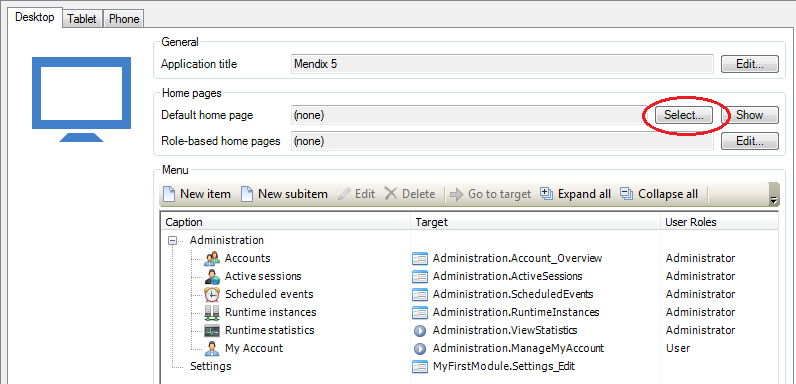 Desktop Tablet Phone
General
Application title Mendix 5 Edit...
Home pages
Default home page (none) Select... Show
Role-based home pages (none) Edit...
Menu
New item New subitem Edit Delete Go to target Expand all Collapse all
Caption Target User Roles
Administration
Accounts Administration.Account_Overview Administrator
Active sessions Administration.ActiveSessions Administrator
Scheduled events Administration.ScheduledEvents Administrator
Runtime instances Administration.RuntimeInstances Administrator
Runtime statistics Administration.ViewStatistics Administrator
My Account Administration.ManageMyAccount User
Settings MyFirstModule.Settings_Edit